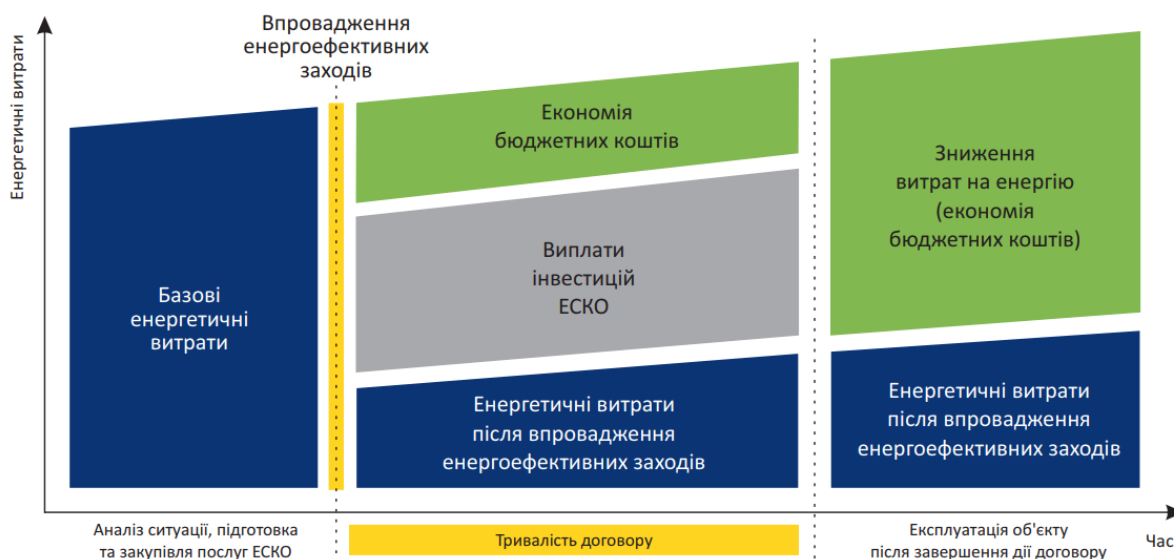 Впровадження
енергоефективних
заходів
Енергетичні витрати
Базові
енергетичні
витрати
Економія
бюджетних коштів
Виплати
інвестицій
ЕСКО
Енергетичні витрати
після впровадження
енергоефективних заходів
Зниження
витрат на енергію
(економія
бюджетних коштів)
Енергетичні витрати
після впровадження
енергоефективних заходів
Аналіз ситуації, підготовка
та закупівля послуг ЕСКО
Тривалість договору
Експлуатація об'єкту
після завершення дії договору
Час